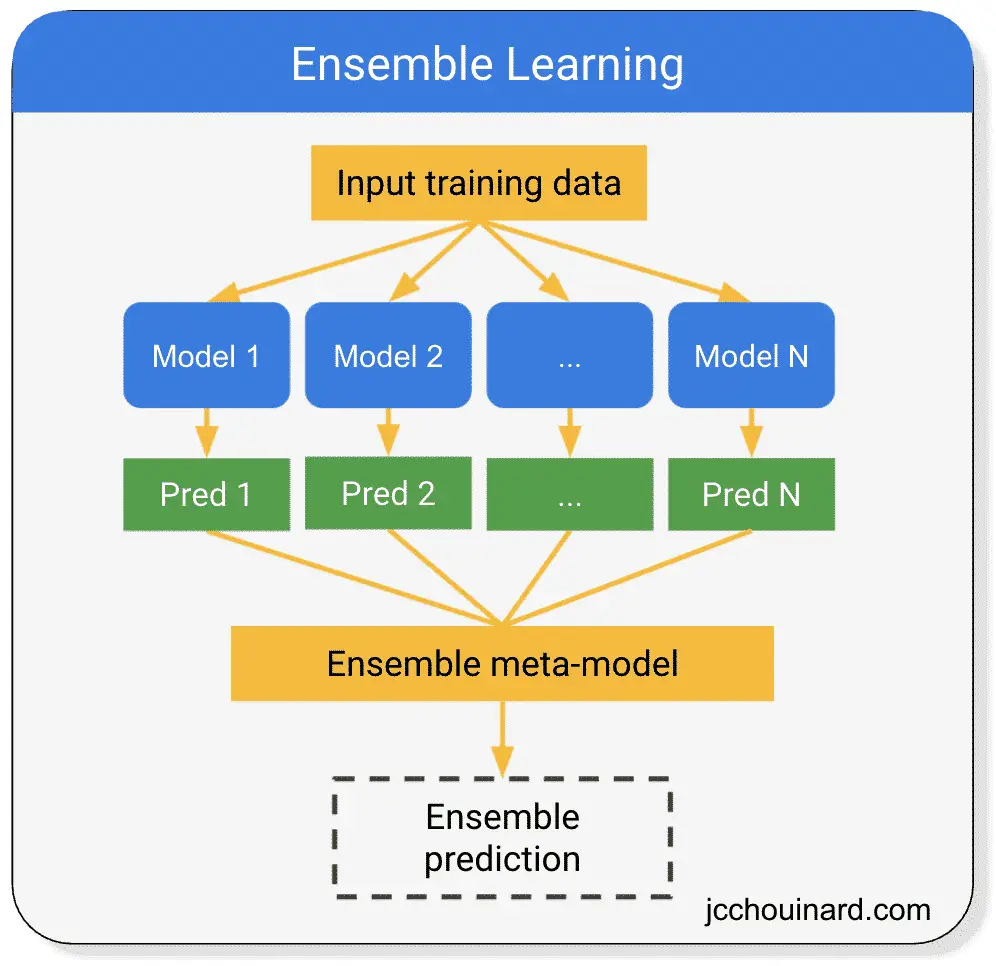 Ensemble Learning
Input training data
Model 1
Model 2
...
Model N
Pred 1
Pred 2
...
Pred N
Ensemble meta-model
Ensemble
prediction
jcchouinard.com